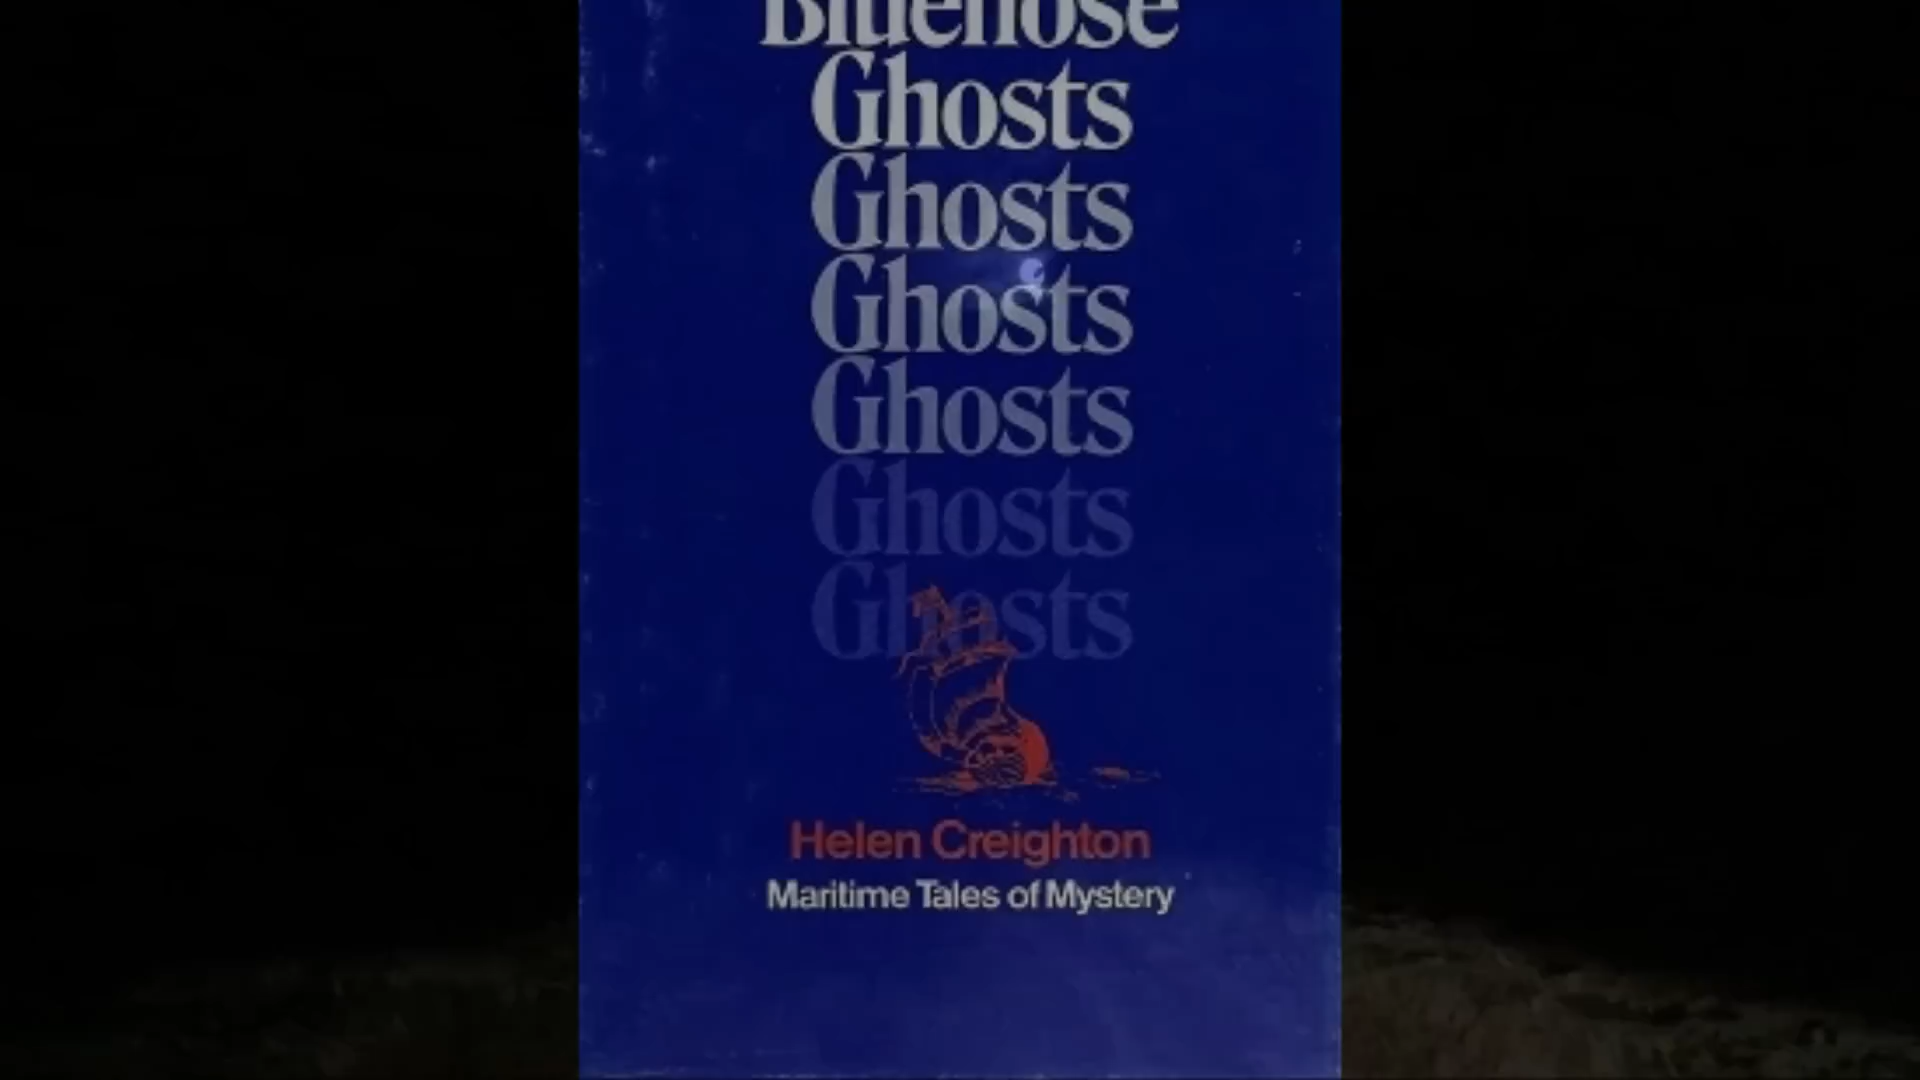 Bluenose
Ghosts
Ghosts
Ghosts
Ghosts
Ghosts
Ghosts
Helen Creighton
Maritime Tales of Mystery